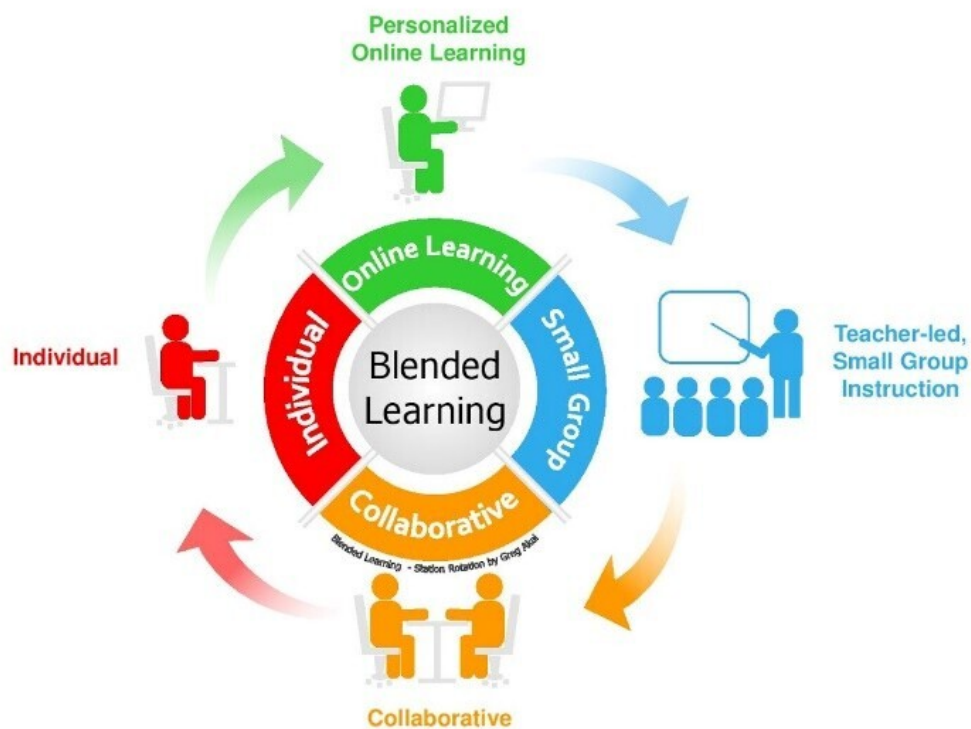 Personalized
Online Learning
Online Learning
Individual
Individual
Blended
Learning
Small Group
Teacher-led,
Small Group
Instruction
Collaborative
Blended Learning - Station Rotation by Greg Akai
Collaborative